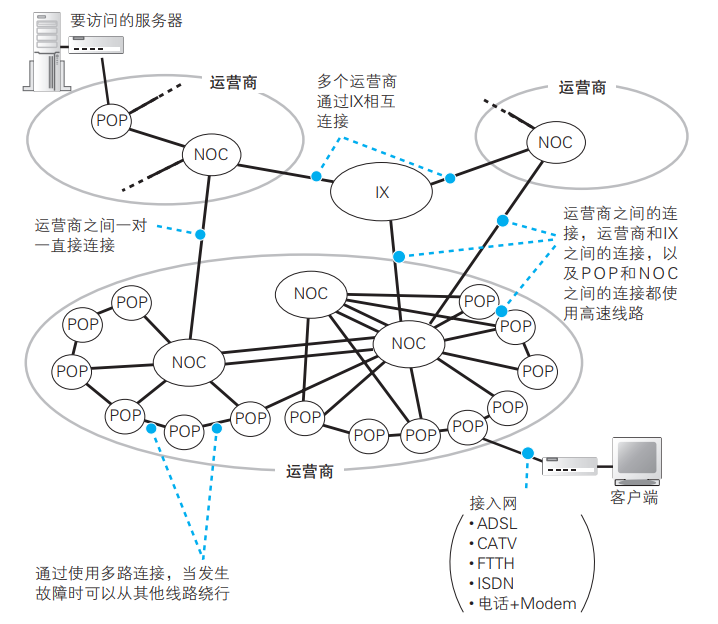 要访问的服务器
运营商
多个运营商
通过IX相互
连接
运营商
POP
NOC
NOC
IX
运营商之间一对
一直接连接
运营商之间的连
接，运营商和IX
之间的连接，以
及POP和NOC
之间的连接都使
用高速线路
NOC
POP
POP
POP
POP
NOC
NOC
POP
POP
POP
POP
POP
POP
POP
POP
POP
POP
运营商
客户端
接入网
•ADSL
•CATV
•FTTH
•ISDN
•电话+Modem
通过使用多路连接，当发生
故障时可以从其他线路绕行